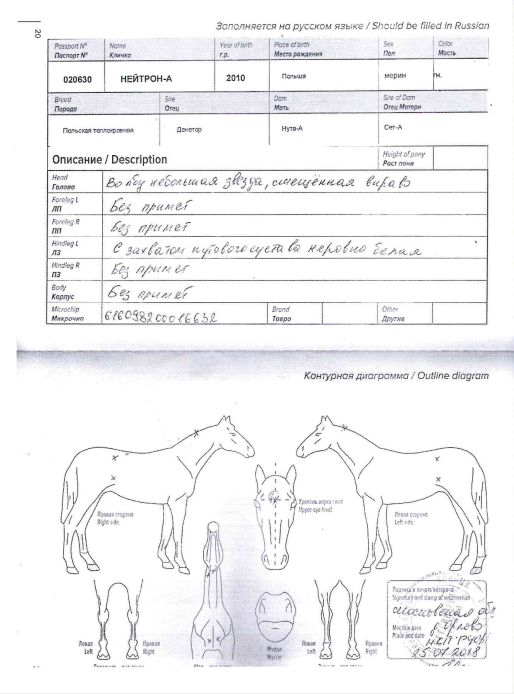 Заполняется на русском языке / Should be filled in Russian
20
Passport Nº Name Year of birth Place of birth Sex Color
Паспорт Nº Кличка г.р. Место рождения Пол Масть
020630 НЕЙТРОН-А 2010 Польша мерин гн.
Breed Sire Dam Sire of Dam
Порода Отец Мать Отец Матери
Польская теплокровная Донатор Нута-А Сет-А
Описание / Description
Height of pony
Рост пони
Head
Голова
Во лбу небольшая звезда, смещённая вправо
Foreleg L
ЛП
Без примет
Foreleg R
ПП
Без примет
Hindleg L
ЛЗ
С захватом путового сустава неровно белая
Hindleg R
ПЗ
Без примет
Body
Корпус
Без примет
Microchip Brand Other
Микрочип Тавро Другие
Контурная диаграмма / Outline diagram
Правая сторона
Right side
Уровень верха глаз
Upper eye level
Левая сторона
Left side
Левая
Left
Правая
Right
Морда
Muzzle
Левая
Left
Правая
Right
Подпись и печать ветврача
Signature and stamp of veterinarian
Место и дата
Place and date
25.07.2018